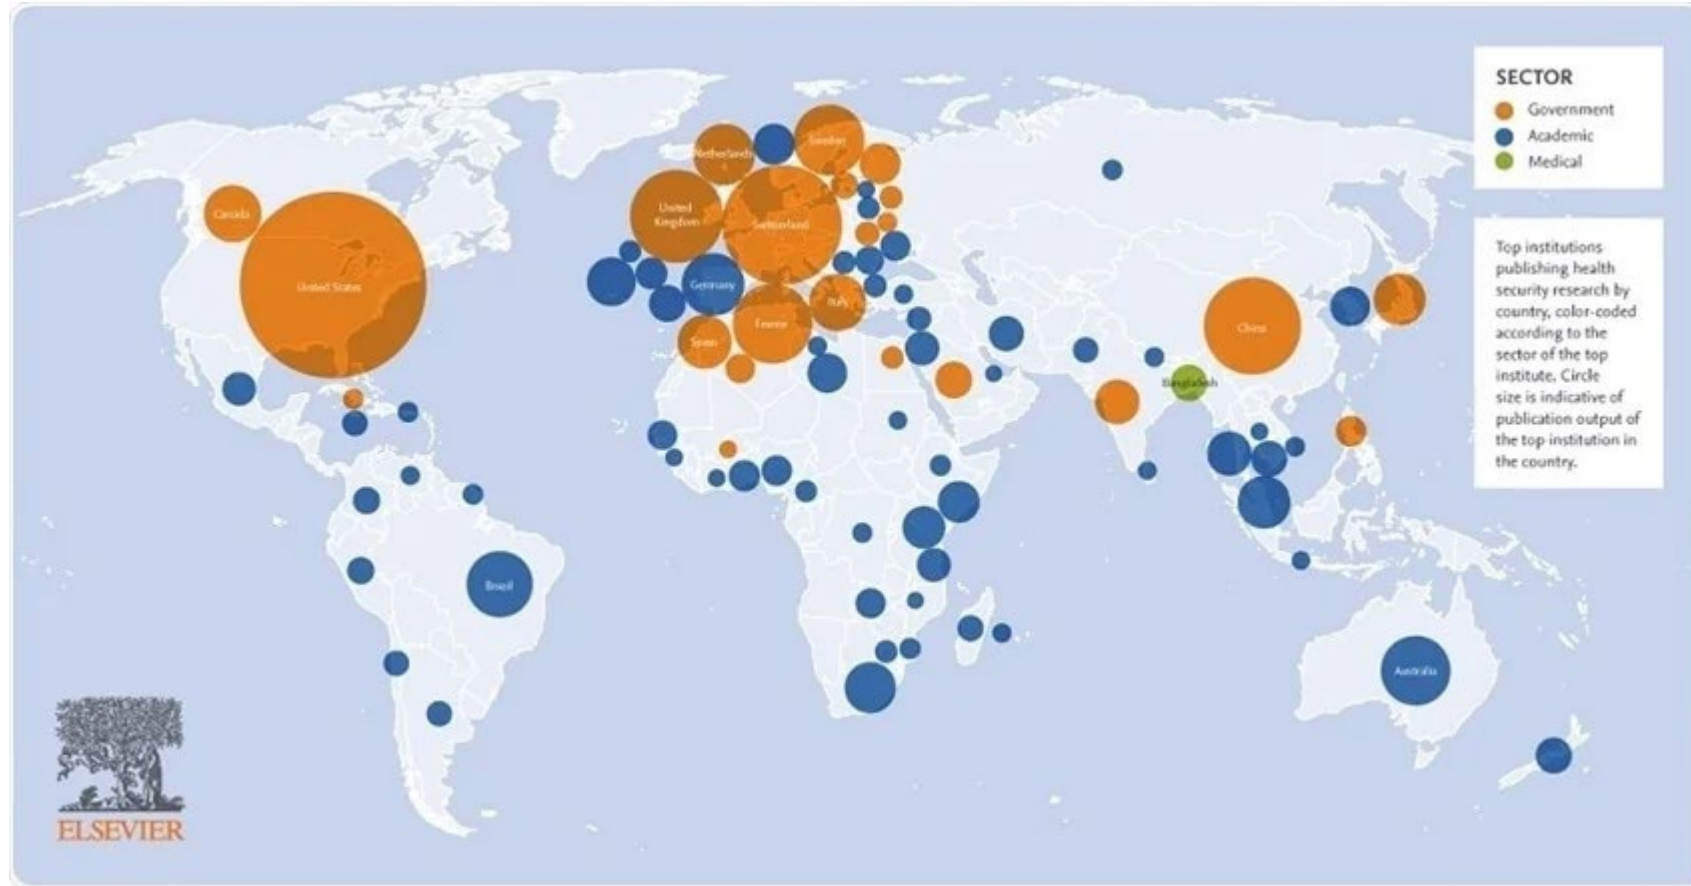 SECTOR
Government
Academic
Medical
Top institutions
publishing health
security research by
country, color-coded
according to the
sector of the top
institute. Circle
size is indicative of
publication output of
the top institution in
the country.
Netherlands
Sweden
Canada
United
Kingdom
Switzerland
United States
Germany
Italy
France
Spain
China
Bangladesh
Brazil
Australia
ELSEVIER